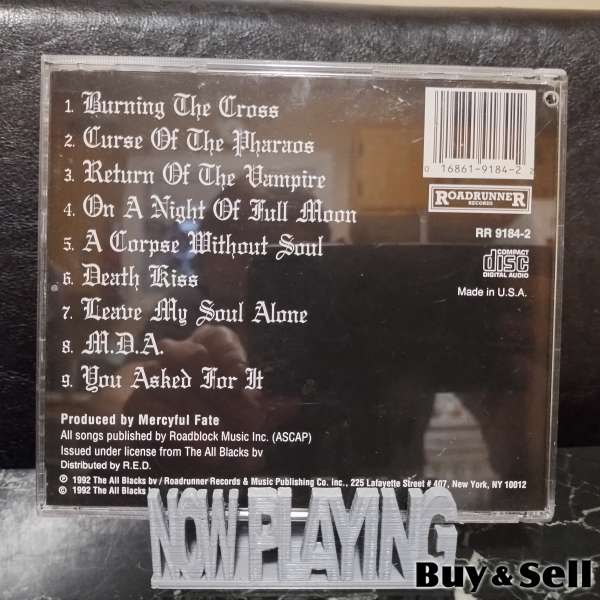 1. Burning The Cross
2. Curse Of The Pharaos
3. Return Of The Vampire
4. On A Night Of Full Moon
5. A Corpse Without Soul
6. Death Kiss
7. Leave My Soul Alone
8. M.D.A.
9. You Asked For It
0 16861-9184-2 2
ROADRUNNER
RECORDS
RR 9184-2
COMPACT
disc
DIGITAL AUDIO
Made in U.S.A.
Produced by Mercyful Fate
All songs published by Roadblock Music Inc. (ASCAP)
Issued under license from The All Blacks bv
Distributed by R.E.D.
℗ 1992 The All Blacks bv / Roadrunner Records & Music Publishing Co. Inc., 225 Lafayette Street # 407, New York, NY 10012
© 1992 The All Blacks
NOW PLAYING
Buy & Sell